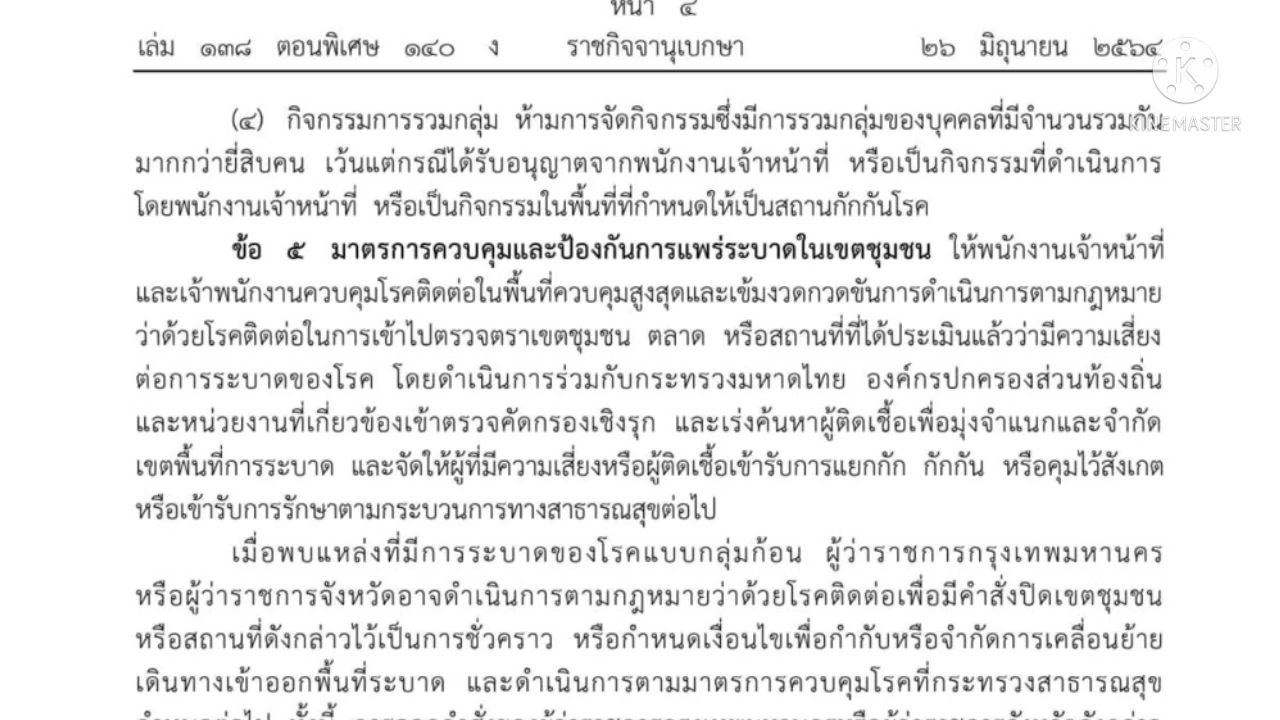 หน้า ๔
เล่ม ๑๓๘ ตอนพิเศษ ๑๔๐ ง ราชกิจจานุเบกษา ๒๖ มิถุนายน ๒๕๖๔
K
KINEMASTER
(๔) กิจกรรมการรวมกลุ่ม ห้ามการจัดกิจกรรมซึ่งมีการรวมกลุ่มของบุคคลที่มีจำนวนรวมกัน
มากกว่ายี่สิบคน เว้นแต่กรณีได้รับอนุญาตจากพนักงานเจ้าหน้าที่ หรือเป็นกิจกรรมที่ดำเนินการ
โดยพนักงานเจ้าหน้าที่ หรือเป็นกิจกรรมในพื้นที่ที่กำหนดให้เป็นสถานกักกันโรค
ข้อ ๕ มาตรการควบคุมและป้องกันการแพร่ระบาดในเขตชุมชน ให้พนักงานเจ้าหน้าที่
และเจ้าพนักงานควบคุมโรคติดต่อในพื้นที่ควบคุมสูงสุดและเข้มงวดกวดขันการดำเนินการตามกฎหมาย
ว่าด้วยโรคติดต่อในการเข้าไปตรวจตราเขตชุมชน ตลาด หรือสถานที่ที่ได้ประเมินแล้วว่ามีความเสี่ยง
ต่อการระบาดของโรค โดยดำเนินการร่วมกับกระทรวงมหาดไทย องค์กรปกครองส่วนท้องถิ่น
และหน่วยงานที่เกี่ยวข้องเข้าตรวจคัดกรองเชิงรุก และเร่งค้นหาผู้ติดเชื้อเพื่อมุ่งจำแนกและจำกัด
เขตพื้นที่การระบาด และจัดให้ผู้ที่มีความเสี่ยงหรือผู้ติดเชื้อเข้ารับการแยกกัก กักกัน หรือคุมไว้สังเกต
หรือเข้ารับการรักษาตามกระบวนการทางสาธารณสุขต่อไป
เมื่อพบแหล่งที่มีการระบาดของโรคแบบกลุ่มก้อน ผู้ว่าราชการกรุงเทพมหานคร
หรือผู้ว่าราชการจังหวัดอาจดำเนินการตามกฎหมายว่าด้วยโรคติดต่อเพื่อมีคำสั่งปิดเขตชุมชน
หรือสถานที่ดังกล่าวไว้เป็นการชั่วคราว หรือกำหนดเงื่อนไขเพื่อกำกับหรือจำกัดการเคลื่อนย้าย
เดินทางเข้าออกพื้นที่ระบาด และดำเนินการตามมาตรการควบคุมโรคที่กระทรวงสาธารณสุข